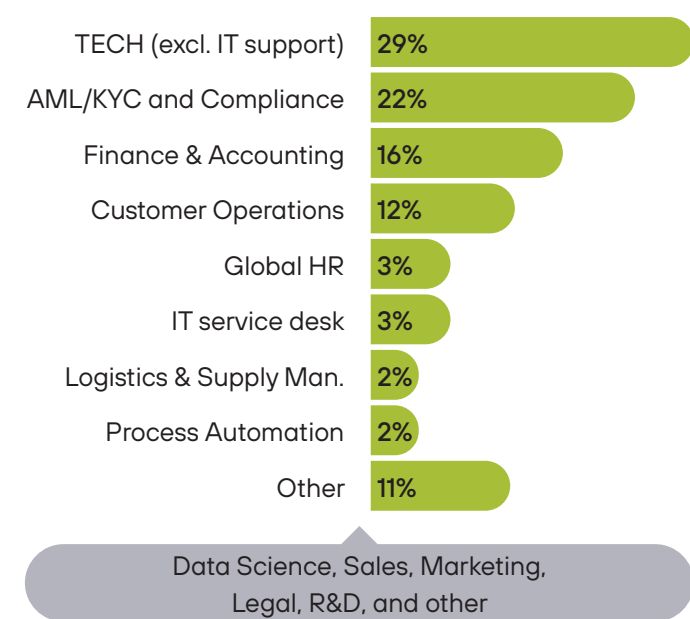 TECH (excl. IT support) 29%
AML/KYC and Compliance 22%
Finance & Accounting 16%
Customer Operations 12%
Global HR 3%
IT service desk 3%
Logistics & Supply Man. 2%
Process Automation 2%
Other 11%
Data Science, Sales, Marketing,
Legal, R&D, and other